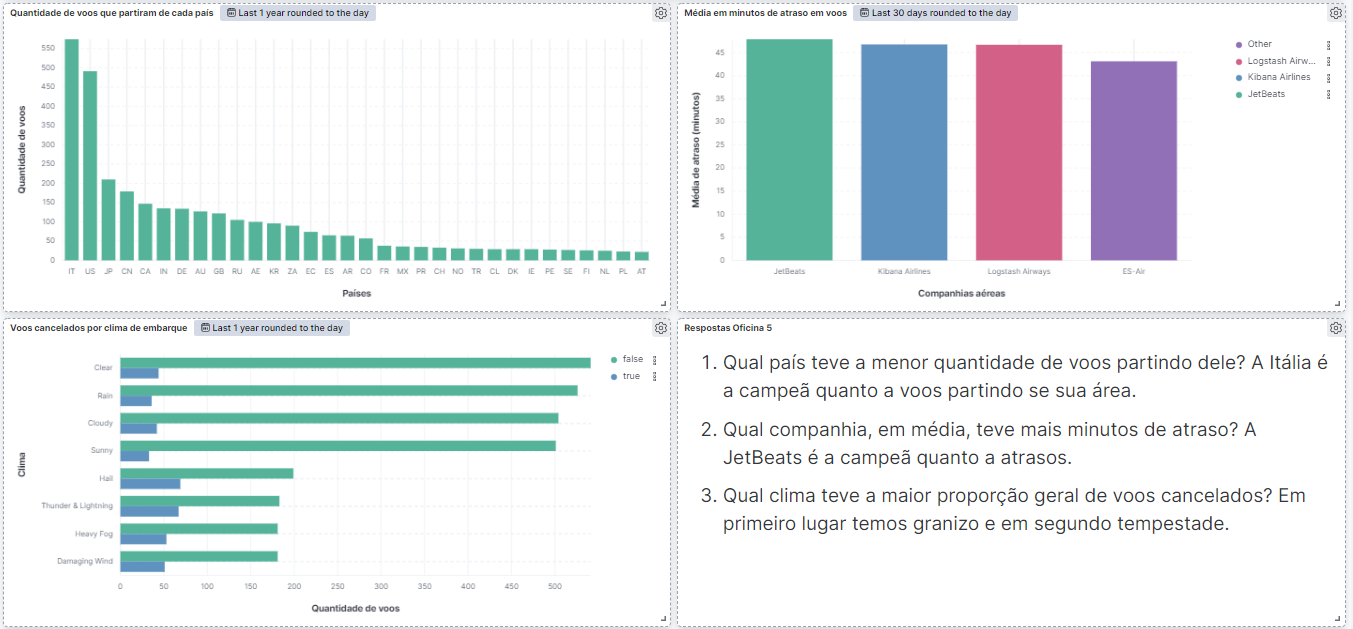 Quantidade de voos que partiram de cada país
Last 1 year rounded to the day
550
500
450
400
350
300
250
200
150
100
50
0
Quantidade de voos
IT US JP CN CA IN DE AU GB RU AE KR ZA EC ES AR CO FR MX PR CH NO TR CL DK IE PE SE FI NL PL AT
Países
Média em minutos de atraso em voos
Last 30 days rounded to the day
45
40
35
30
25
20
15
10
5
0
Média de atraso (minutos)
JetBeats Kibana Airlines Logstash Airways ES-Air
Companhias aéreas
Other
Logstash Airw...
Kibana Airlines
JetBeats
Voos cancelados por clima de embarque
Last 1 year rounded to the day
Clear
Rain
Cloudy
Sunny
Hail
Thunder & Lightning
Heavy Fog
Damaging Wind
Clima
0 50 100 150 200 250 300 350 400 450 500
Quantidade de voos
false
true
Respostas Oficina 5
1. Qual país teve a menor quantidade de voos partindo dele? A Itália é
a campeã quanto a voos partindo se sua área.
2. Qual companhia, em média, teve mais minutos de atraso? A
JetBeats é a campeã quanto a atrasos.
3. Qual clima teve a maior proporção geral de voos cancelados? Em
primeiro lugar temos granizo e em segundo tempestade.